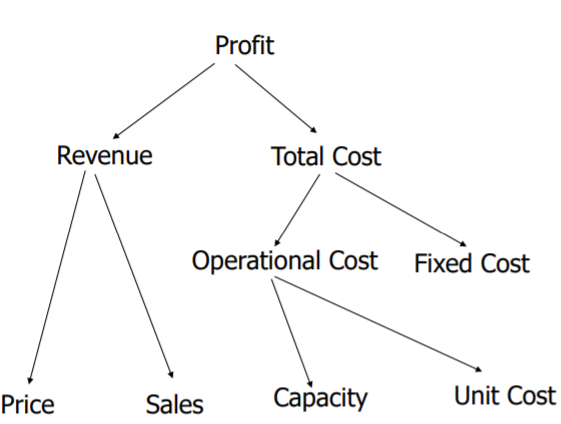 Profit
Revenue
Total Cost
Operational Cost
Fixed Cost
Price
Sales
Capacity
Unit Cost